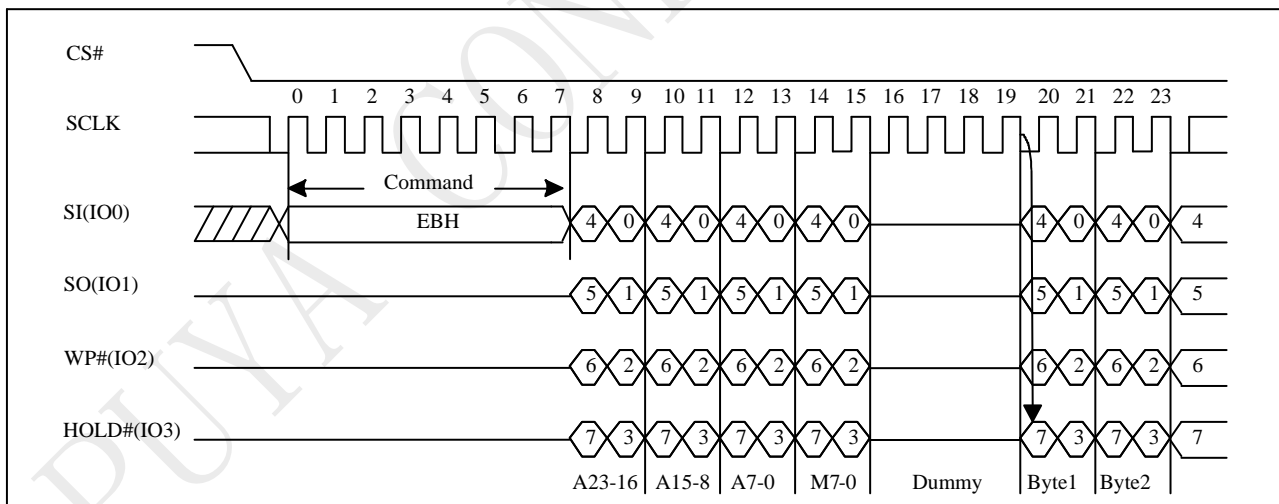 CS#
0 1 2 3 4 5 6 7 8 9 10 11 12 13 14 15 16 17 18 19 20 21 22 23
SCLK
Command
SI(IO0) EBH 4 0 4 0 4 0 4 0 4 0 4 0 4
SO(IO1) 5 1 5 1 5 1 5 1 5 1 5 1 5
WP#(IO2) 6 2 6 2 6 2 6 2 6 2 6 2 6
HOLD#(IO3) 7 3 7 3 7 3 7 3 7 3 7 3 7
A23-16 A15-8 A7-0 M7-0 Dummy Byte1 Byte2
PUYA